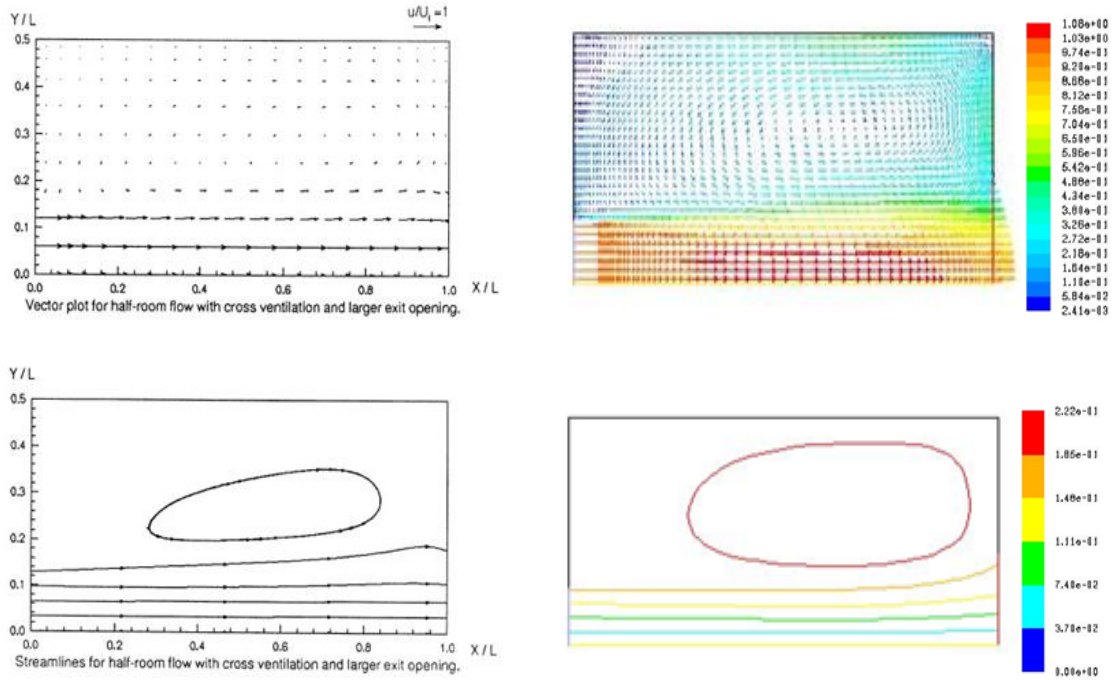 Y/L
u/Uᵢ=1
0.5
0.4
0.3
0.2
0.1
0.0
0.0 0.2 0.4 0.6 0.8 1.0 X/L
Vector plot for half-room flow with cross ventilation and larger exit opening.
1.08e+00
1.03e+00
9.74e-01
9.20e-01
8.66e-01
8.12e-01
7.58e-01
7.04e-01
6.50e-01
5.96e-01
5.42e-01
4.88e-01
4.34e-01
3.80e-01
3.26e-01
2.72e-01
2.18e-01
1.64e-01
1.10e-01
5.84e-02
2.41e-03
Y/L
0.5
0.4
0.3
0.2
0.1
0.0
0.0 0.2 0.4 0.6 0.8 1.0 X/L
Streamlines for half-room flow with cross ventilation and larger exit opening.
2.22e-01
1.85e-01
1.48e-01
1.11e-01
7.40e-02
3.70e-02
0.00e+00